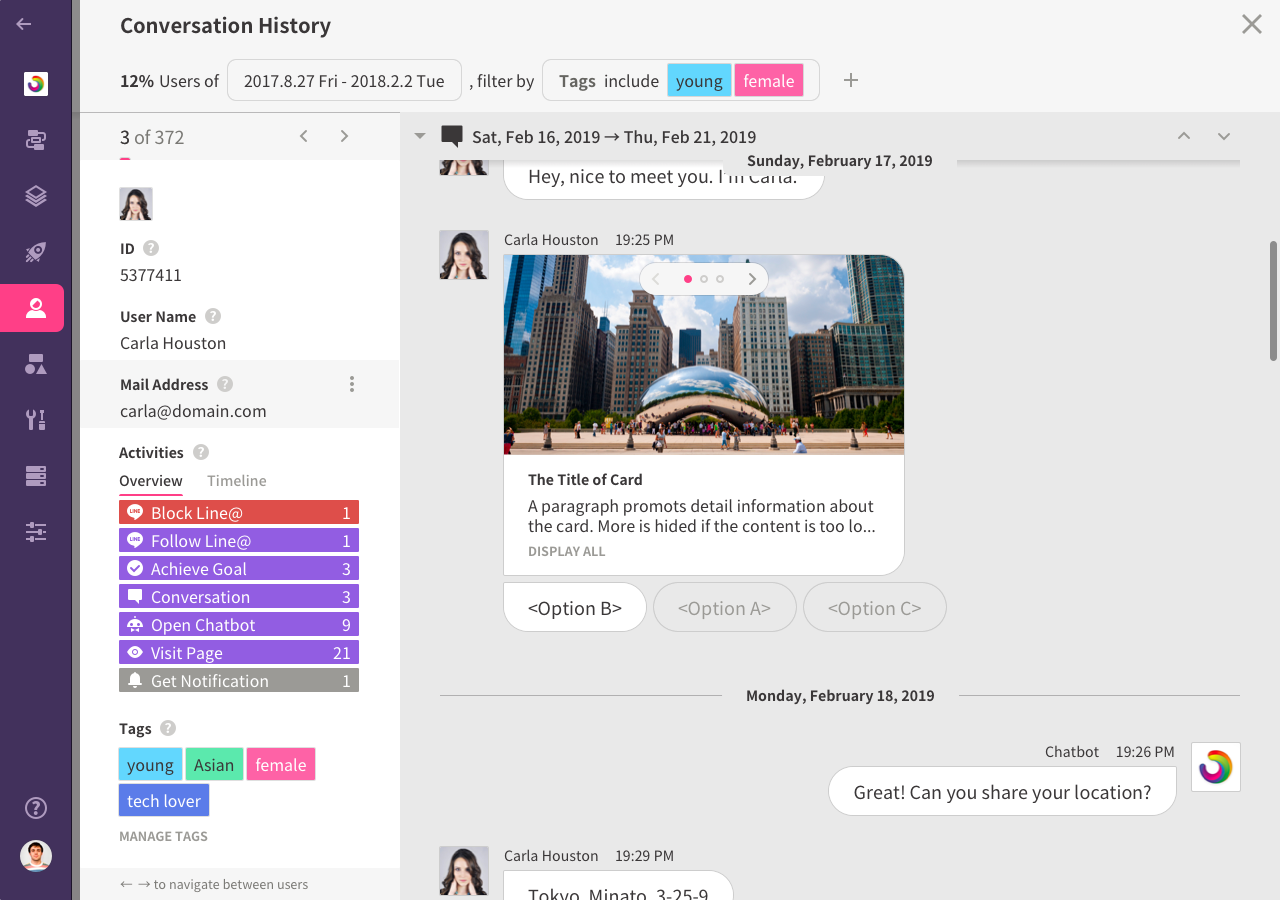 Conversation History
12% Users of 2017.8.27 Fri - 2018.2.2 Tue , filter by Tags include young female
3 of 372
Sat, Feb 16, 2019 → Thu, Feb 21, 2019
Sunday, February 17, 2019
Hey, nice to meet you. I'm Carla.
ID ?
5377411
User Name ?
Carla Houston
Mail Address ?
carla@domain.com
Activities ?
Overview Timeline
LINE Block Line@ 1
LINE Follow Line@ 1
Achieve Goal 3
Conversation 3
Open Chatbot 9
Visit Page 21
Get Notification 1
Tags ?
young Asian female
tech lover
MANAGE TAGS
← → to navigate between users
Carla Houston 19:25 PM
The Title of Card
A paragraph promots detail information about
the card. More is hided if the content is too lo...
DISPLAY ALL
<Option B> <Option A> <Option C>
Monday, February 18, 2019
Chatbot 19:26 PM
Great! Can you share your location?
Carla Houston 19:29 PM
Tokyo, Minato, 3-25-9
?